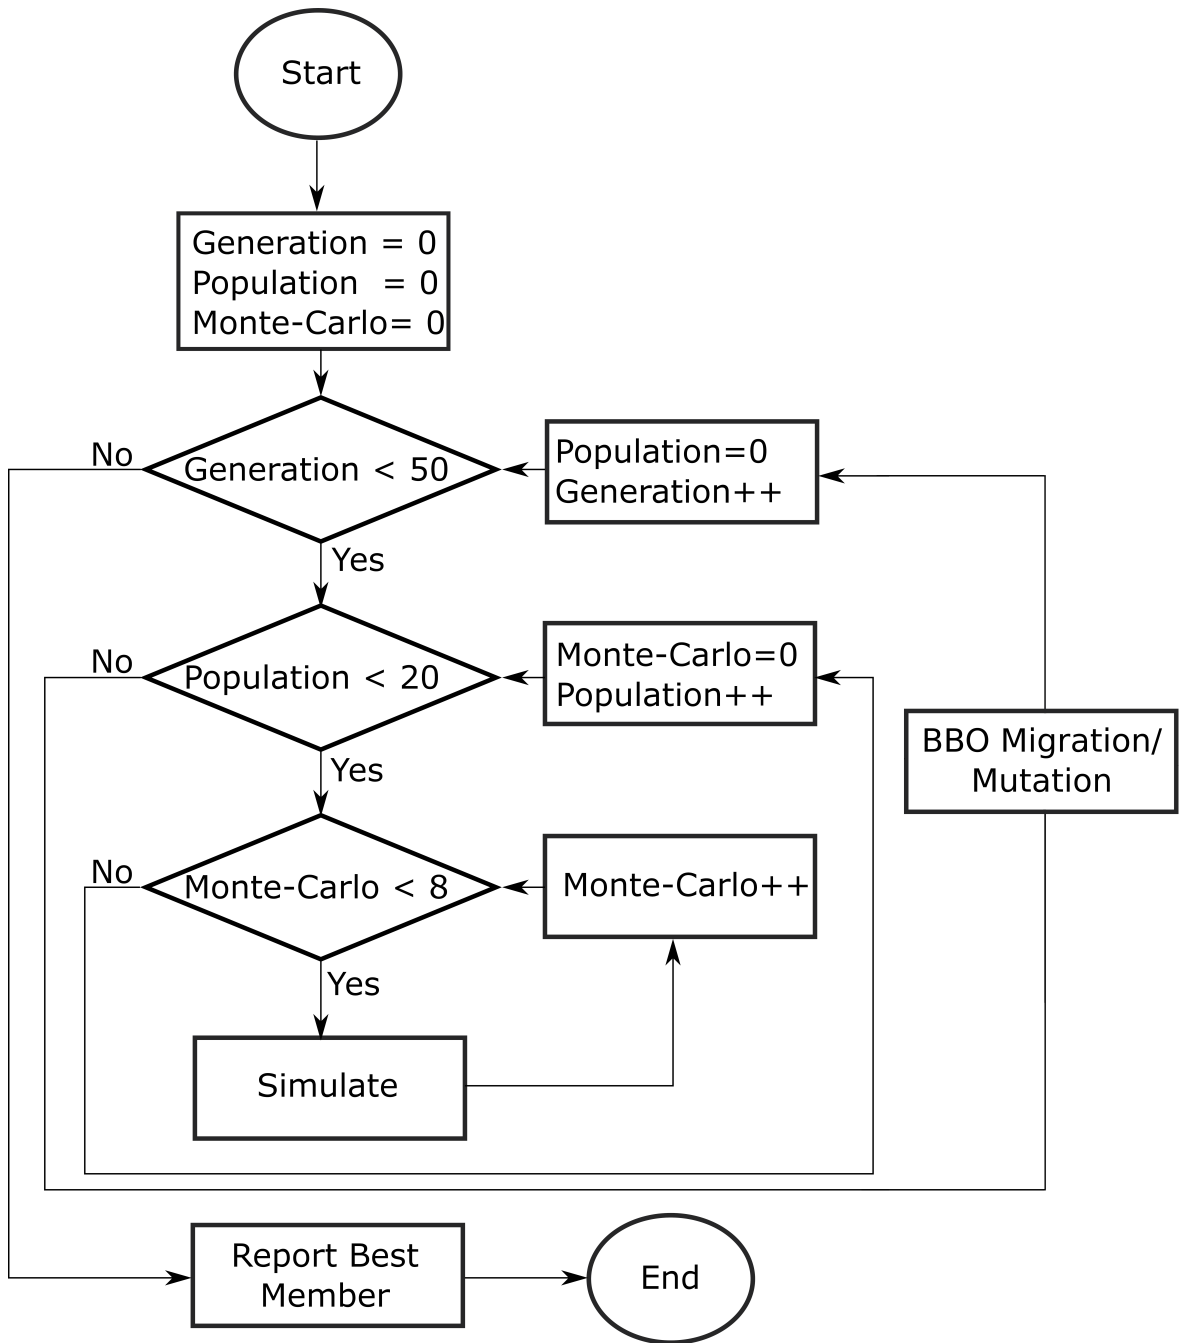 Start
Generation = 0
Population = 0
Monte-Carlo= 0
No
Generation < 50
Population=0
Generation++
Yes
No
Population < 20
Monte-Carlo=0
Population++
BBO Migration/
Mutation
Yes
No
Monte-Carlo < 8
Monte-Carlo++
Yes
Simulate
Report Best
Member
End